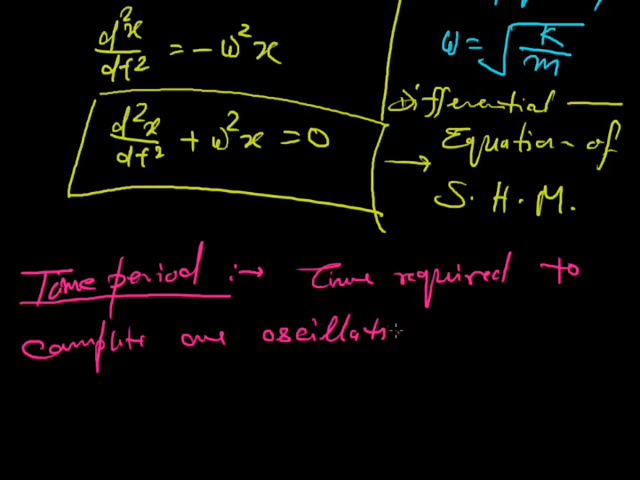 d²x/dt² = -ω²x
d²x/dt² + ω²x = 0
ω = √(K/m)
Differential
→ Equation of
S. H. M.
Time period :→ Time required to
complete one oscillati